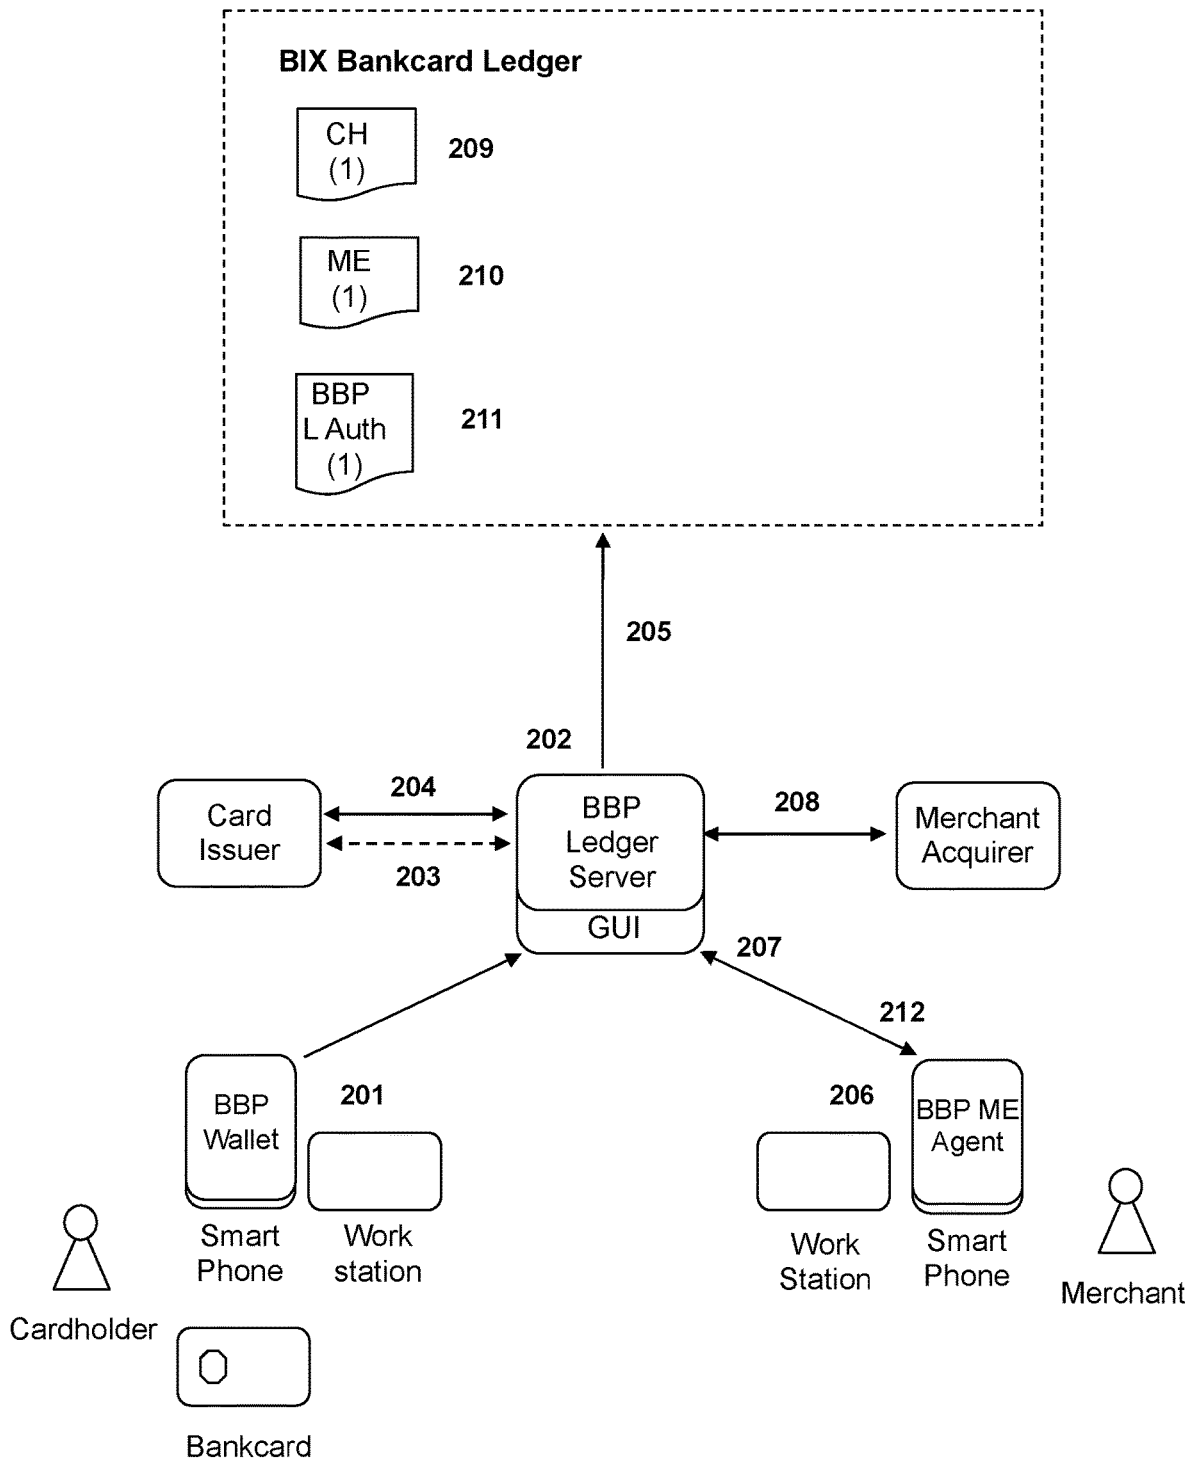 BIX Bankcard Ledger
CH
(1)
209
ME
(1)
210
BBP
L Auth
(1)
211
205
202
204
203
Card
Issuer
BBP
Ledger
Server
GUI
208
Merchant
Acquirer
207
212
BBP
Wallet
201
206
BBP ME
Agent
Smart
Phone
Work
station
Work
Station
Smart
Phone
Cardholder
Merchant
Bankcard